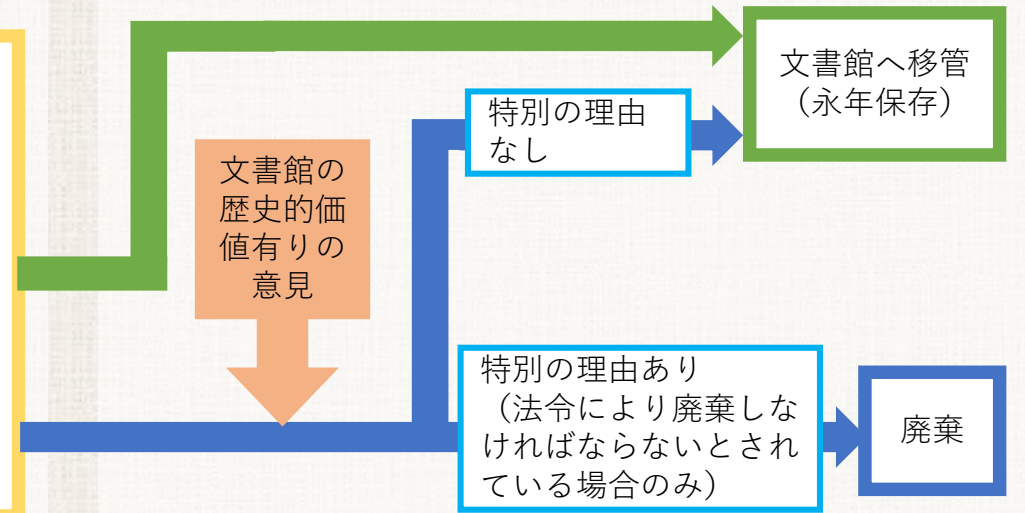 文書館へ移管
（永年保存）
特別の理由
なし
文書館の
歴史的価
値有りの
意見
特別の理由あり
（法令により廃棄しな
ければならないとされ
ている場合のみ）
廃棄